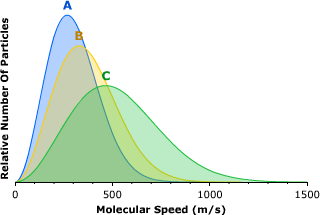 A
B
C
Relative Number Of Particles
0 500 1000 1500
Molecular Speed (m/s)